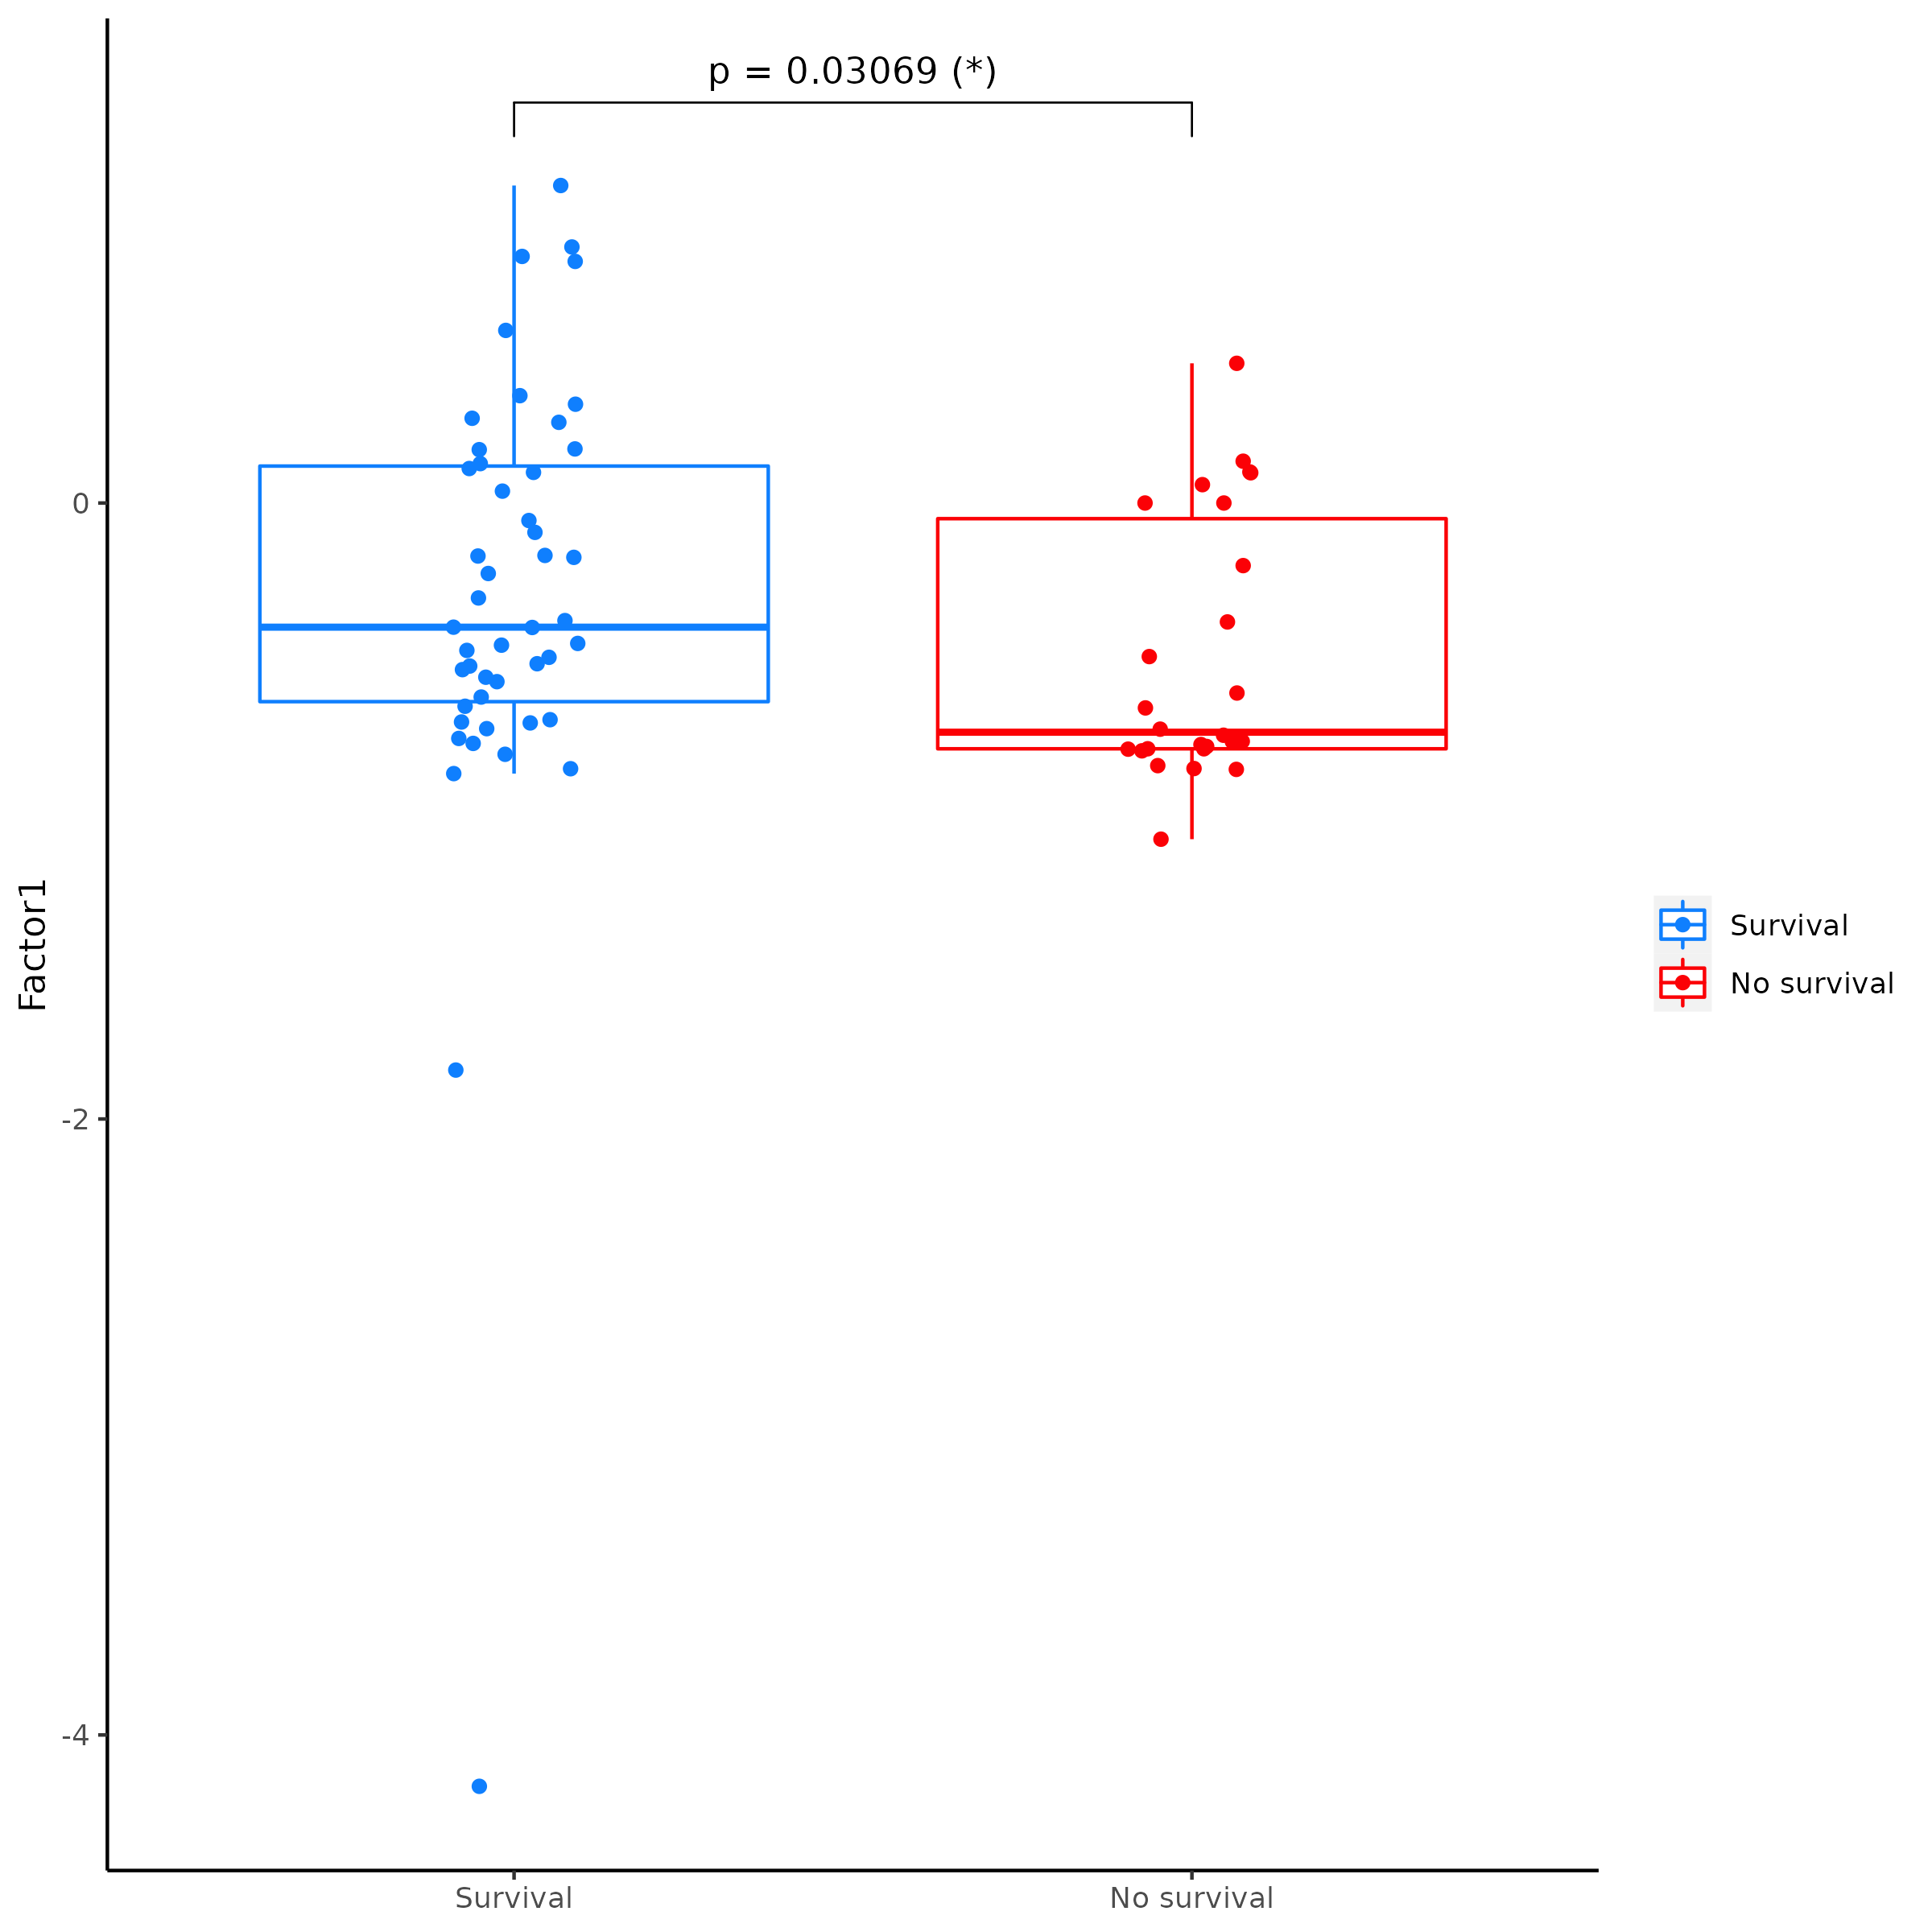 p = 0.03069 (*)
0
-2
-4
Factor1
Survival
No survival
Survival
No survival